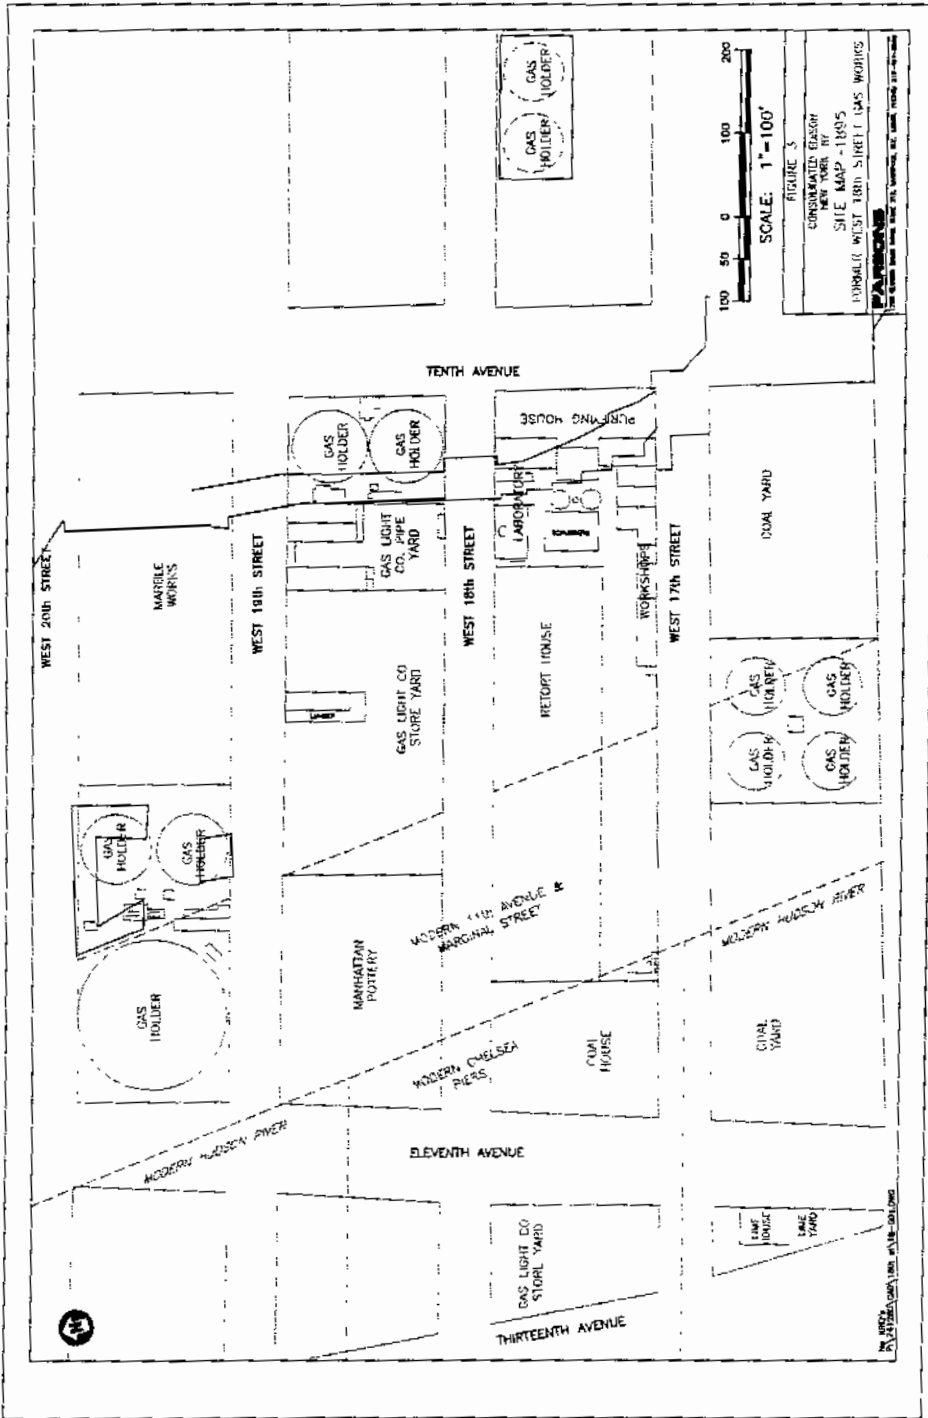 WEST 20th STREET
MARBLE
WORKS
GAS
HOLDER
GAS
HOLDER
GAS
HOLDER
MODERN HUDSON RIVER
WEST 19th STREET
GAS
HOLDER
GAS
HOLDER
GAS LIGHT
CO. PIPE
YARD
GAS LIGHT CO
STORE YARD
MANHATTAN
POTTERY
MODERN 11th AVENUE &
MARGINAL STREET
MODERN CHELSEA
PIERS
TENTH AVENUE
WEST 18th STREET
ELEVENTH AVENUE
GAS
HOLDER
GAS
HOLDER
PURIFYING HOUSE
LABORATORY
RETORT HOUSE
WORKSHOPS
COAL
HOUSE
GAS LIGHT CO
STORE YARD
THIRTEENTH AVENUE
WEST 17th STREET
COAL YARD
GAS
HOLDER
GAS
HOLDER
GAS
HOLDER
GAS
HOLDER
MODERN HUDSON RIVER
COAL
YARD
LIME
HOUSE
LIME
YARD
100 50 0 100 200
SCALE: 1"=100'
FIGURE 3
CONSOLIDATED EDISON
NEW YORK NY
SITE MAP -1895
FORMER WEST 18th STREET GAS WORKS
PARSONS